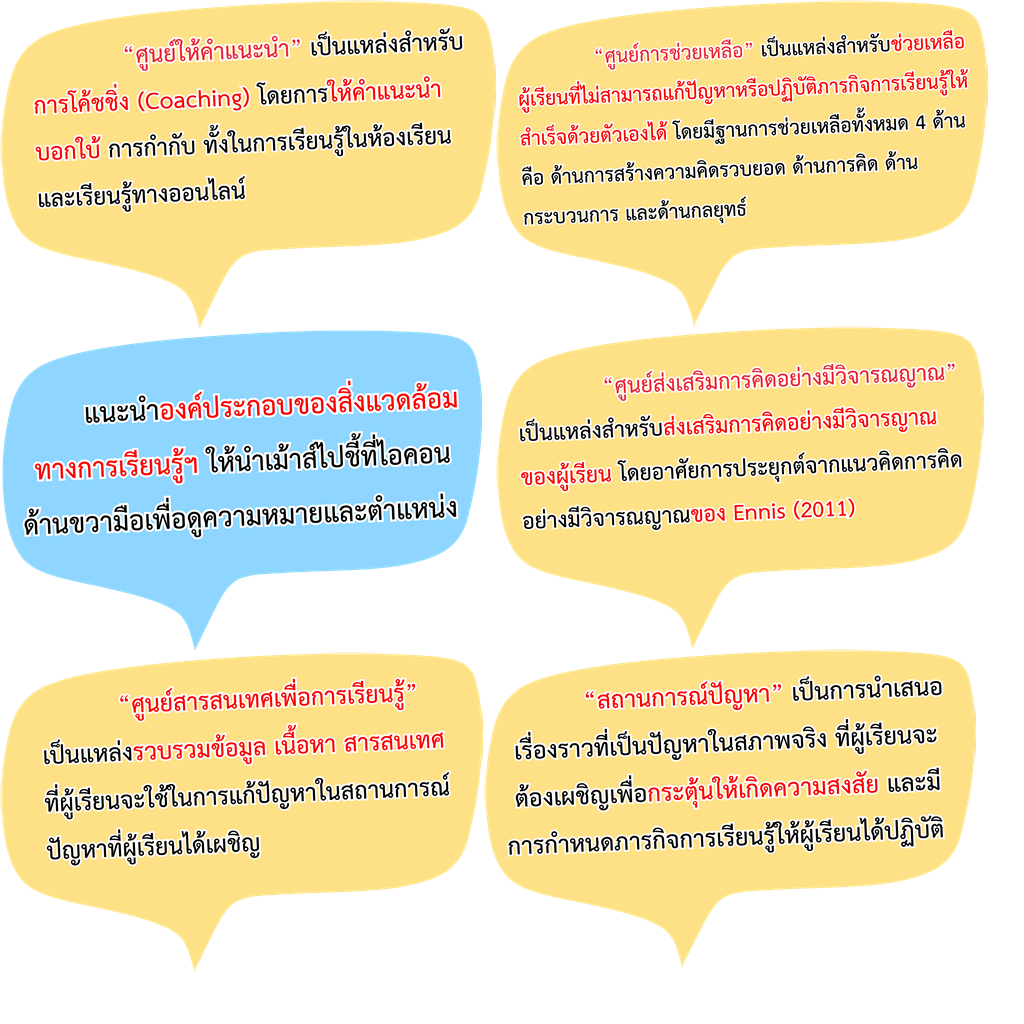 “ศูนย์ให้คำแนะนำ” เป็นแหล่งสำหรับ
การโค้ชชิ่ง (Coaching) โดยการให้คำแนะนำ
บอกใบ้ การกำกับ ทั้งในการเรียนรู้ในห้องเรียน
และเรียนรู้ทางออนไลน์
“ศูนย์การช่วยเหลือ” เป็นแหล่งสำหรับช่วยเหลือ
ผู้เรียนที่ไม่สามารถแก้ปัญหาหรือปฏิบัติภารกิจการเรียนรู้ให้
สำเร็จด้วยตัวเองได้ โดยมีฐานการช่วยเหลือทั้งหมด 4 ด้าน
คือ ด้านการสร้างความคิดรวบยอด ด้านการคิด ด้าน
กระบวนการ และด้านกลยุทธ์
แนะนำองค์ประกอบของสิ่งแวดล้อม
ทางการเรียนรู้ฯ ให้นำเม้าส์ไปชี้ที่ไอคอน
ด้านขวามือเพื่อดูความหมายและตำแหน่ง
“ศูนย์ส่งเสริมการคิดอย่างมีวิจารณญาณ”
เป็นแหล่งสำหรับส่งเสริมการคิดอย่างมีวิจารญาณ
ของผู้เรียน โดยอาศัยการประยุกต์จากแนวคิดการคิด
อย่างมีวิจารณญาณของ Ennis (2011)
“ศูนย์สารสนเทศเพื่อการเรียนรู้”
เป็นแหล่งรวบรวมข้อมูล เนื้อหา สารสนเทศ
ที่ผู้เรียนจะใช้ในการแก้ปัญหาในสถานการณ์
ปัญหาที่ผู้เรียนได้เผชิญ
“สถานการณ์ปัญหา” เป็นการนำเสนอ
เรื่องราวที่เป็นปัญหาในสภาพจริง ที่ผู้เรียนจะ
ต้องเผชิญเพื่อกระตุ้นให้เกิดความสงสัย และมี
การกำหนดภารกิจการเรียนรู้ให้ผู้เรียนได้ปฏิบัติ